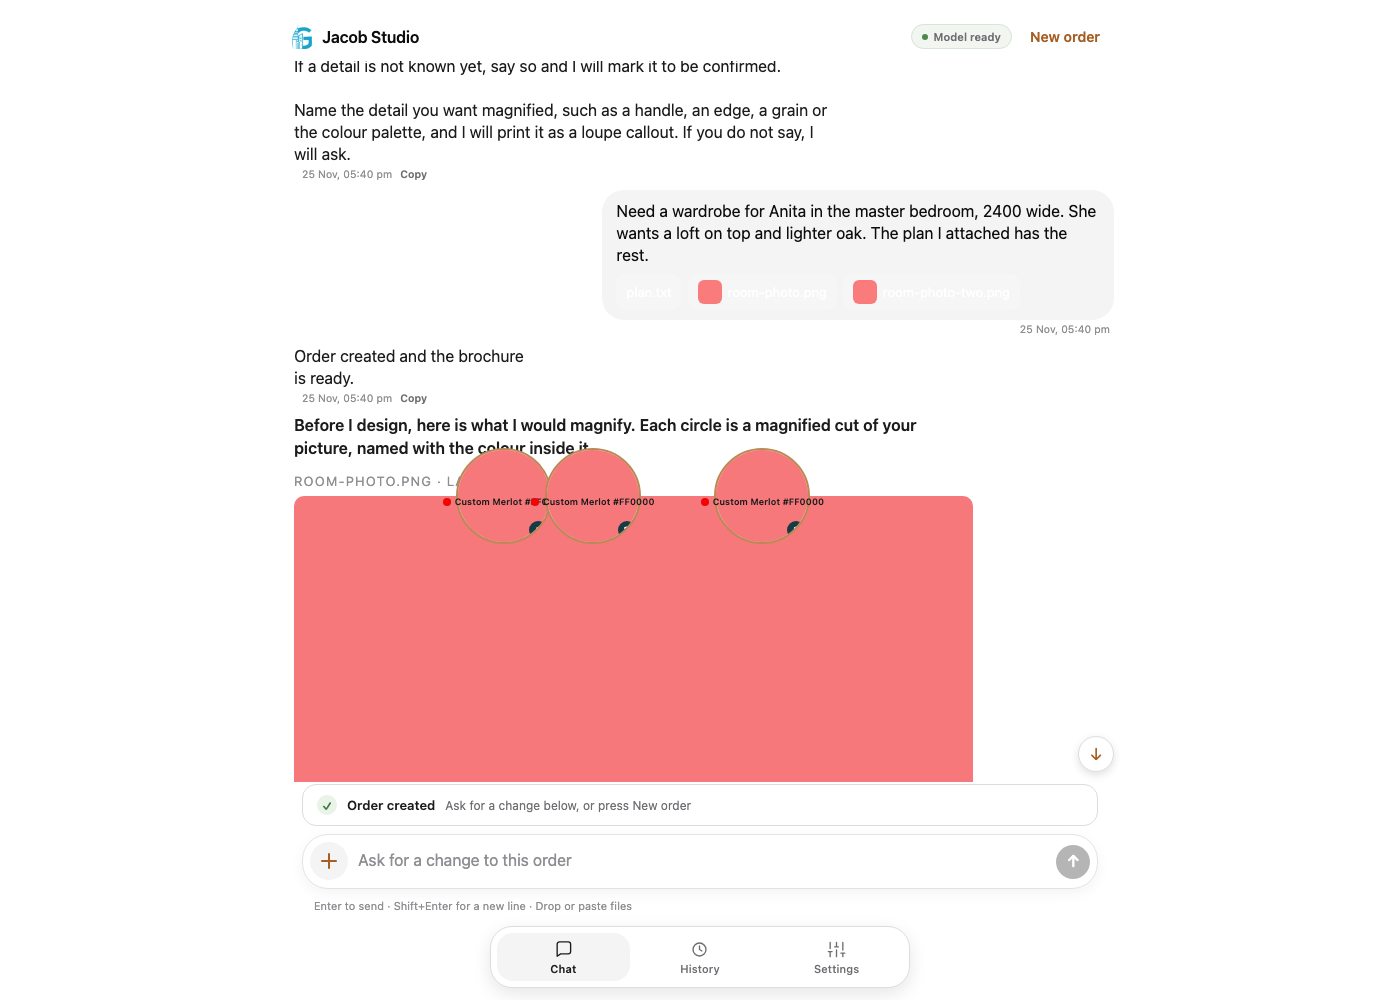 Jacob Studio
Model ready
New order
If a detail is not known yet, say so and I will mark it to be confirmed.
Name the detail you want magnified, such as a handle, an edge, a grain or
the colour palette, and I will print it as a loupe callout. If you do not say, I
will ask.
25 Nov, 05:40 pm Copy
Need a wardrobe for Anita in the master bedroom, 2400 wide. She
wants a loft on top and lighter oak. The plan I attached has the
rest.
plan.txt room-photo.png room-photo-two.png
25 Nov, 05:40 pm
Order created and the brochure
is ready.
25 Nov, 05:40 pm Copy
Before I design, here is what I would magnify. Each circle is a magnified cut of your
picture, named with the colour inside it
ROOM-PHOTO.PNG ·
Custom Merlot
Custom Merlot #FF0000
Custom Merlot #FF0000
Order created Ask for a change below, or press New order
Ask for a change to this order
Enter to send · Shift+Enter for a new line · Drop or paste files
Chat
History
Settings